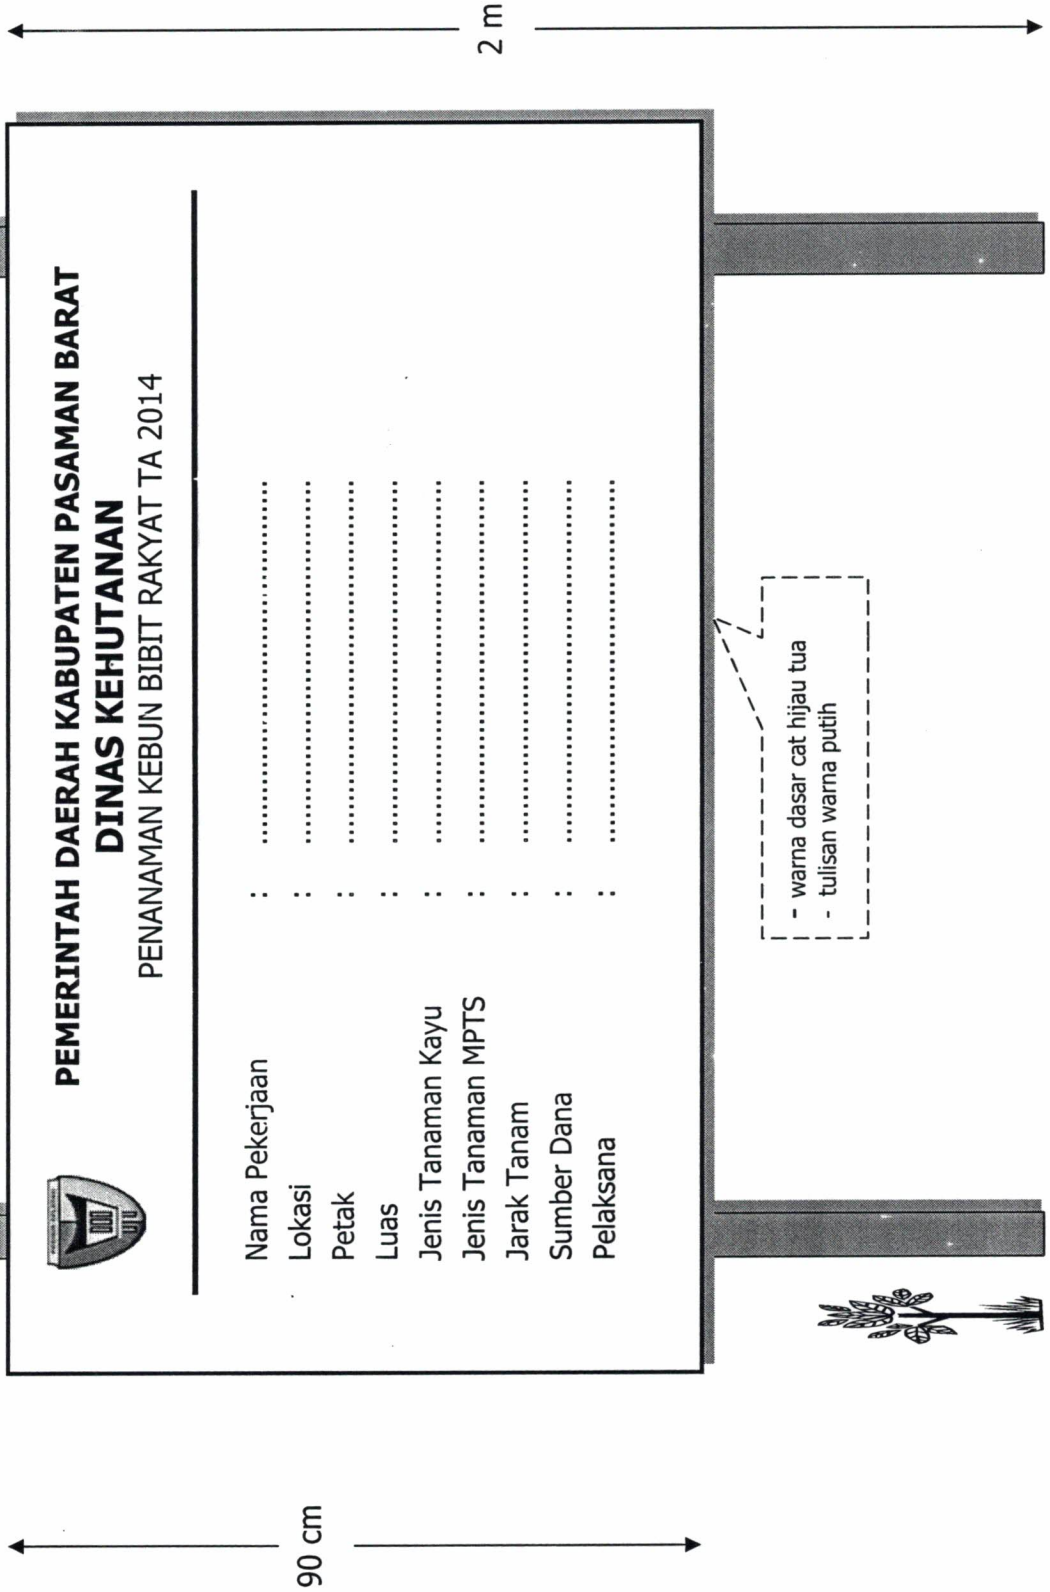 PEMERINTAH DAERAH KABUPATEN PASAMAN BARAT
DINAS KEHUTANAN
PENANAMAN KEBUN BIBIT RAKYAT TA 2014
Nama Pekerjaan : ................................................
Lokasi : ................................................
Petak : ................................................
Luas : ................................................
Jenis Tanaman Kayu : ................................................
Jenis Tanaman MPTS : ................................................
Jarak Tanam : ................................................
Sumber Dana : ................................................
Pelaksana : ................................................
- warna dasar cat hijau tua
- tulisan warna putih
90 cm
2 m